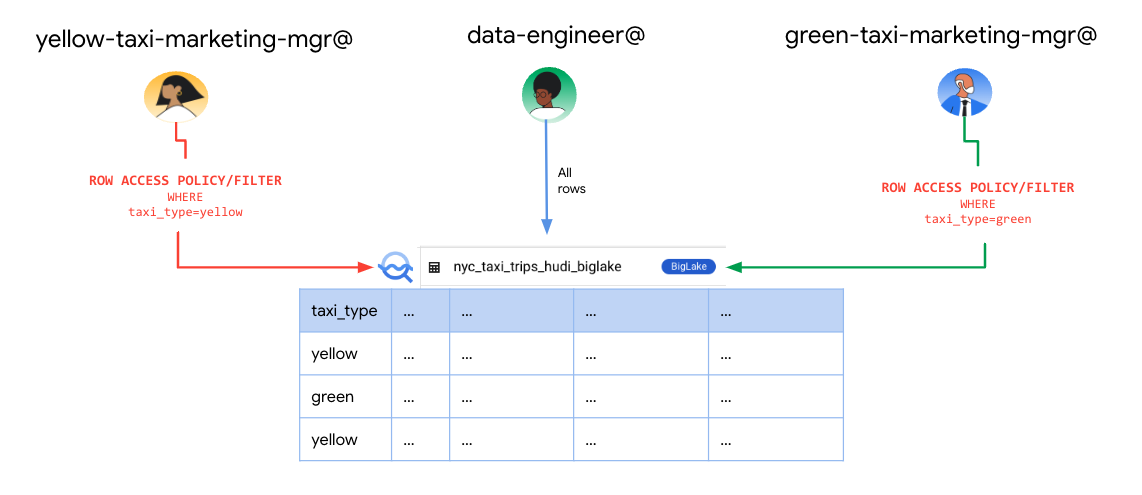 yellow-taxi-marketing-mgr@
data-engineer@
green-taxi-marketing-mgr@
ROW ACCESS POLICY/FILTER
WHERE
taxi_type=yellow
All
rows
ROW ACCESS POLICY/FILTER
WHERE
taxi_type=green
nyc_taxi_trips_hudi_biglake BigLake
taxi_type ... ... ... ...
yellow ... ... ... ...
green ... ... ... ...
yellow ... ... ... ...